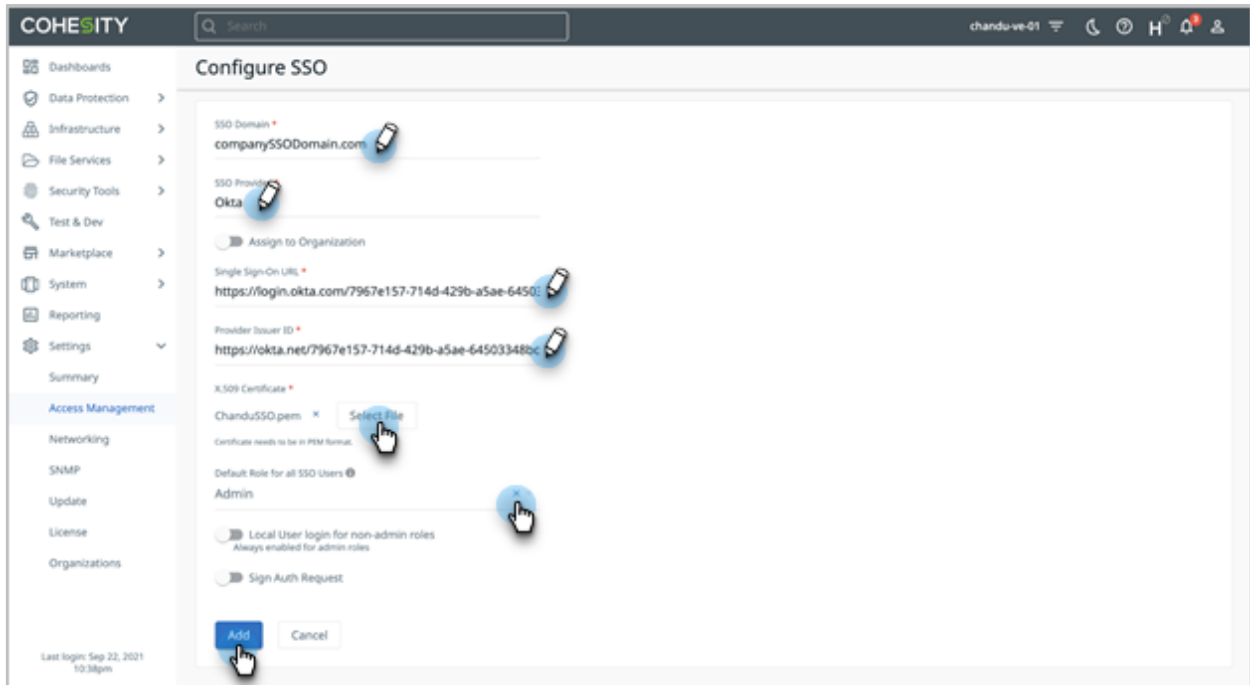 COHESITY
Search
chandu-ve-01
Dashboards
Data Protection
Infrastructure
File Services
Security Tools
Test & Dev
Marketplace
System
Reporting
Settings
Summary
Access Management
Networking
SNMP
Update
License
Organizations
Last login: Sep 22, 2021
10:38pm
Configure SSO
SSO Domain *
companySSODomain.com
SSO Provider
Okta
Assign to Organization
Single Sign-On URL *
https://login.okta.com/7967e157-714d-429b-a5ae-6450
Provider Issuer ID *
https://okta.net/7967e157-714d-429b-a5ae-64503348bc
X.509 Certificate *
ChanduSSO.pem × Select File
Certificate needs to be in PEM format.
Default Role for all SSO Users
Admin ×
Local User login for non-admin roles
Always enabled for admin roles
Sign Auth Request
Add Cancel